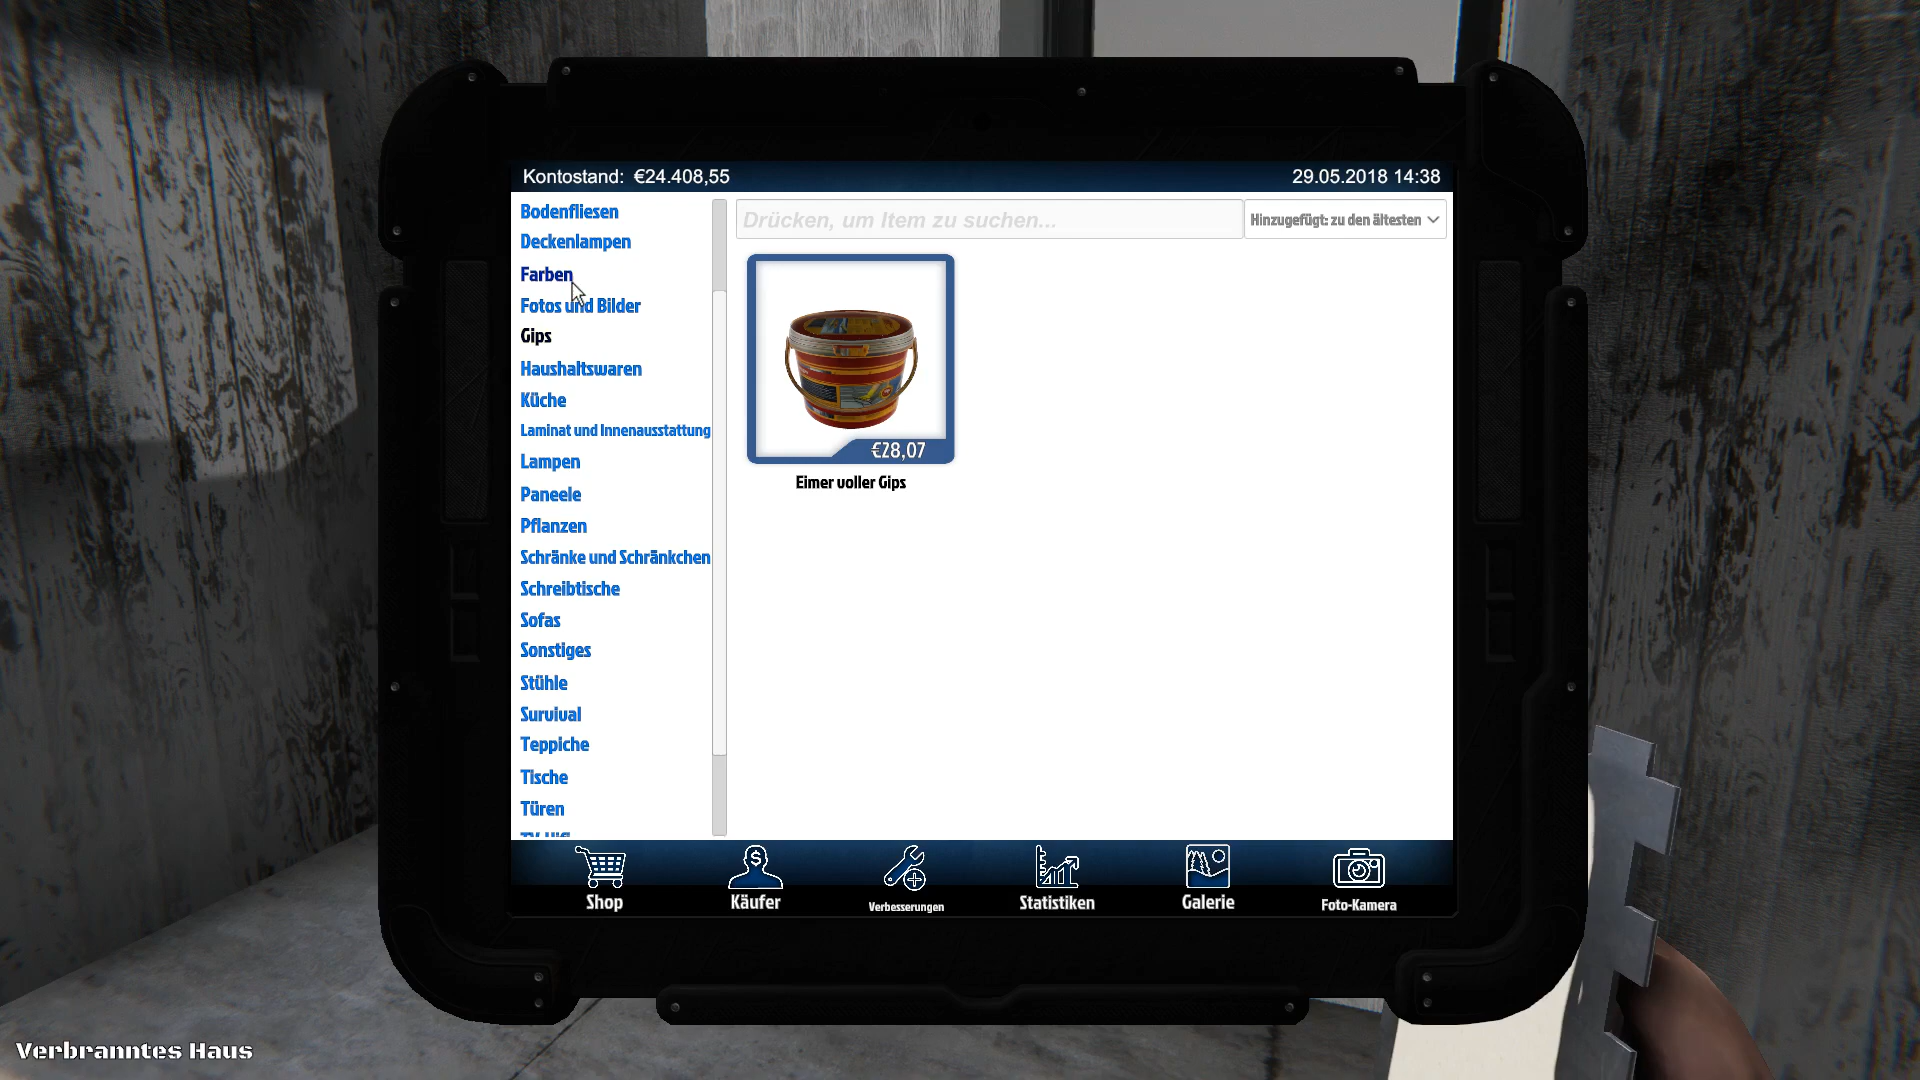 Kontostand: €24.408,55
29.05.2018 14:38
Bodenfliesen
Deckenlampen
Farben
Fotos und Bilder
Gips
Haushaltswaren
Küche
Laminat und Innenausstattung
Lampen
Paneele
Pflanzen
Schränke und Schränkchen
Schreibtische
Sofas
Sonstiges
Stühle
Survival
Teppiche
Tische
Türen
Drücken, um Item zu suchen...
Hinzugefügt: zu den ältesten
€28,07
Eimer voller Gips
Shop
Käufer
Verbesserungen
Statistiken
Galerie
Foto-Kamera
Verbranntes Haus